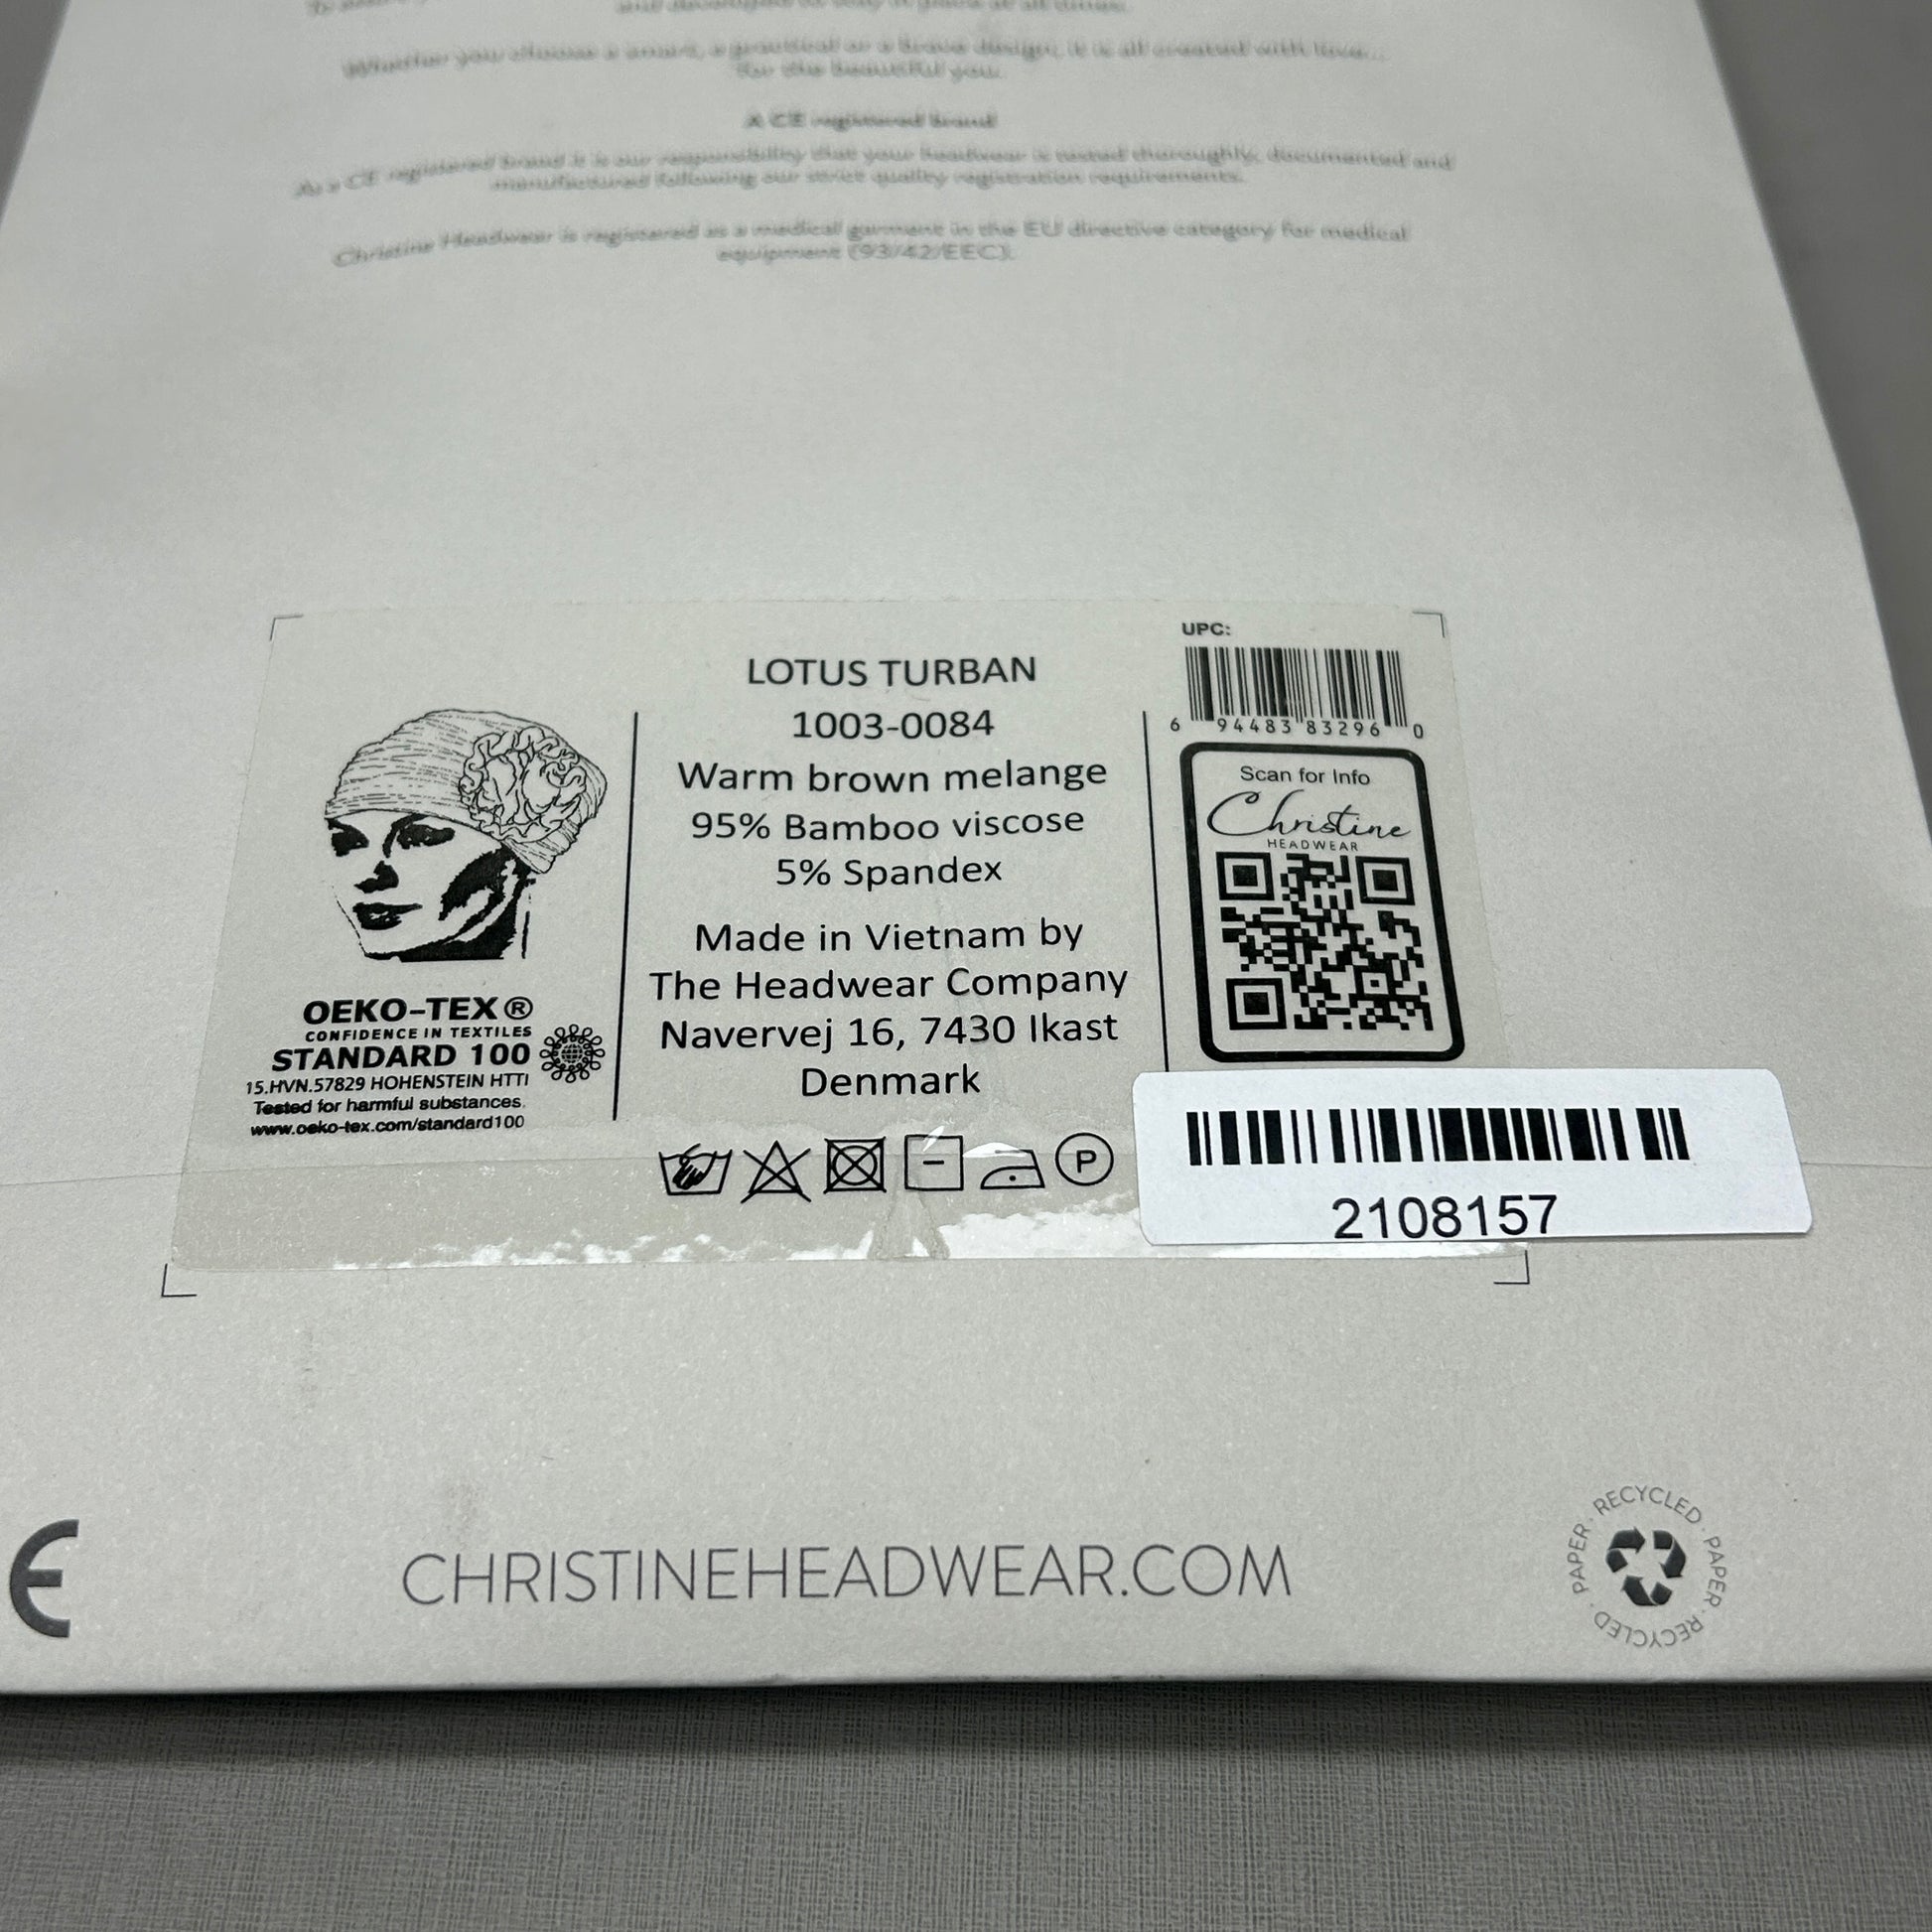 Whether you choose a smart, a practical or a brave design, it is all created with love...
for the beautiful you.
A CE registered brand
As a CE registered brand it is our responsibility that your headwear is tested thoroughly, documented and
manufactured following our strict quality registration requirements.
Christine Headwear is registered as a medical garment in the EU directive category for medical
equipment (93/42/EEC).
LOTUS TURBAN
1003-0084
Warm brown melange
95% Bamboo viscose
5% Spandex
Made in Vietnam by
The Headwear Company
Navervej 16, 7430 Ikast
Denmark
OEKO-TEX®
CONFIDENCE IN TEXTILES
STANDARD 100
15.HVN.57829 HOHENSTEIN HTTI
Tested for harmful substances.
www.oeko-tex.com/standard100
P
UPC:
6 94483 83296 0
Scan for Info
Christine
HEADWEAR
2108157
CHRISTINEHEADWEAR.COM
RECYCLED · PAPER · RECYCLED · PAPER ·